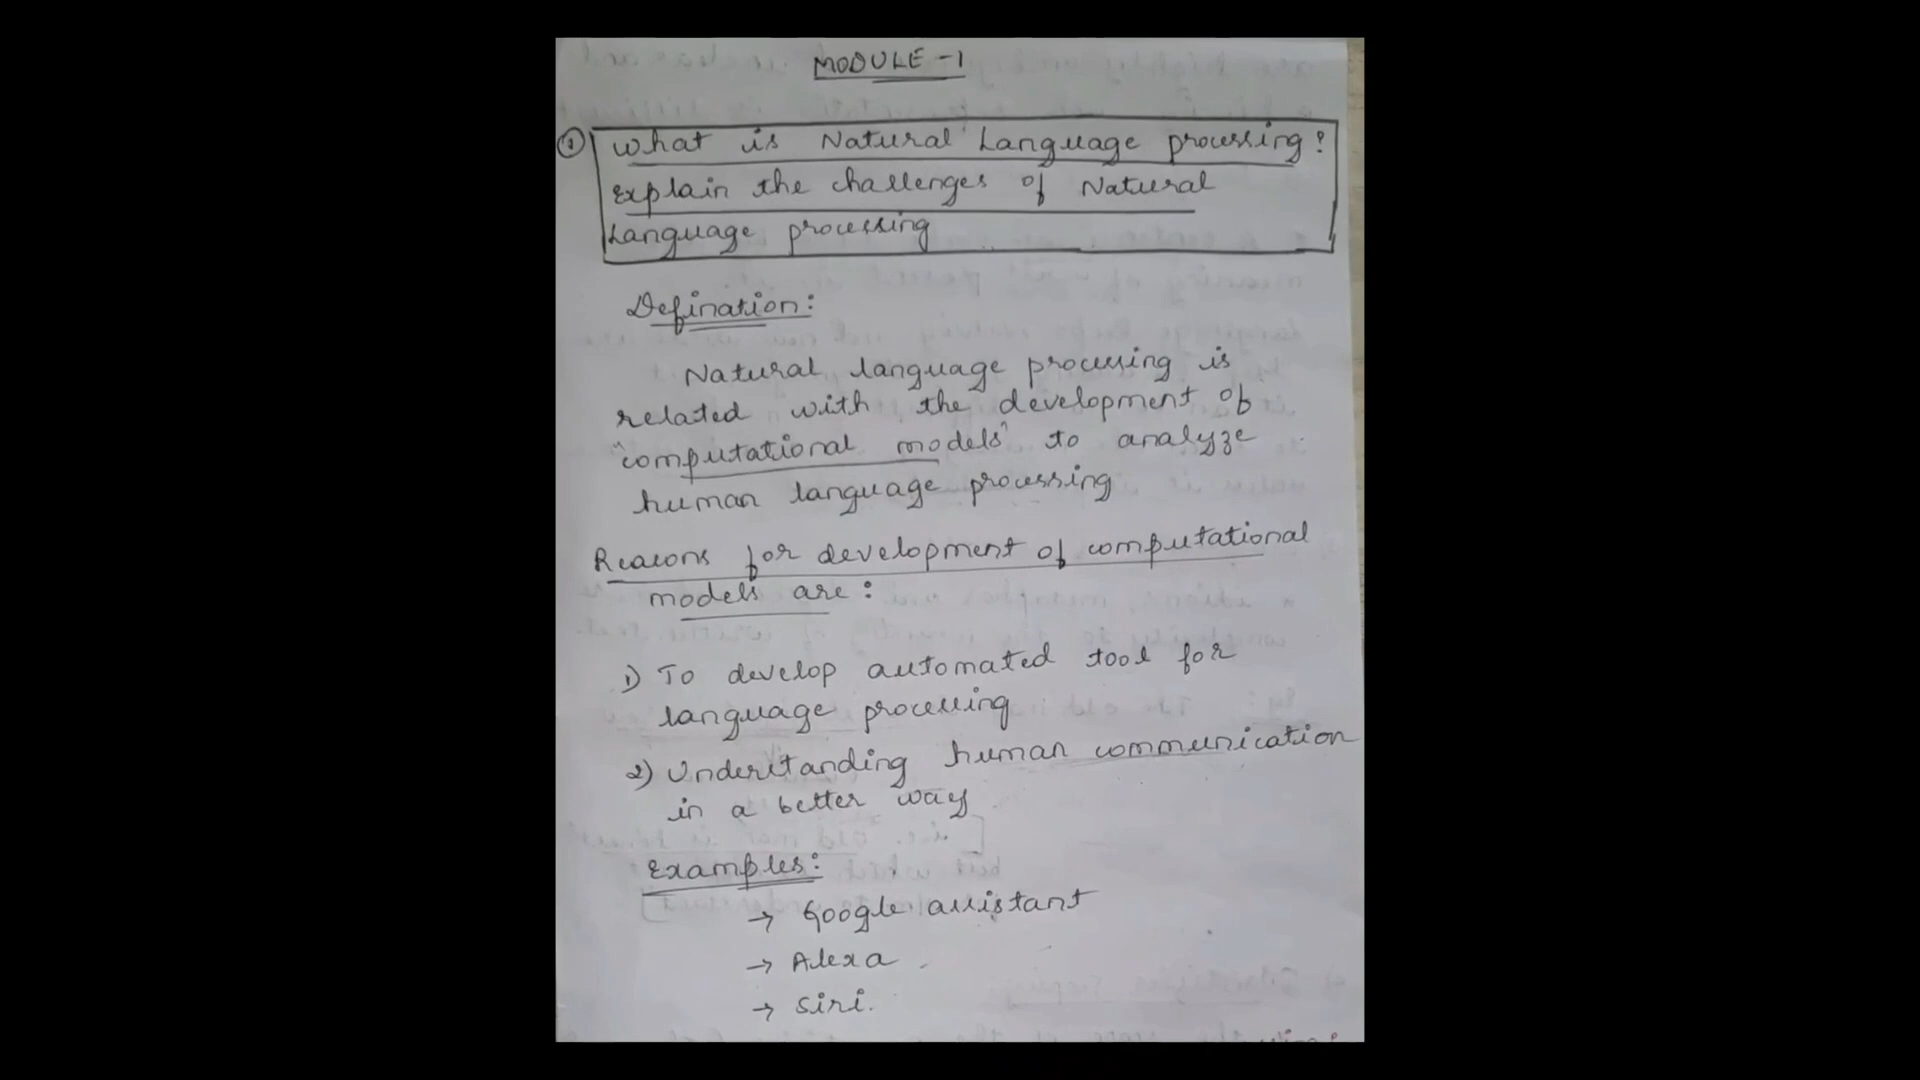 MODULE-1
① What is Natural Language processing?
Explain the challenges of Natural
Language processing
Defination:
Natural language processing is
related with the development of
"computational models" to analyze
human language processing
Reasons for development of computational
models are:
1) To develop automated tool for
language processing
2) Understanding human communication
in a better way
Examples:
→ Google assistant
→ Alexa
→ Siri.